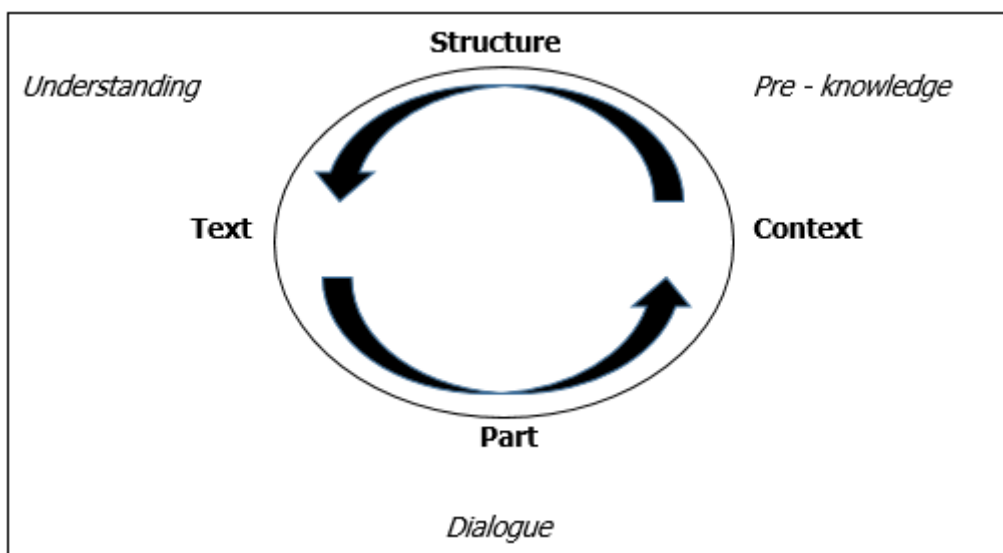 Structure
Understanding
Pre - knowledge
Text
Context
Part
Dialogue